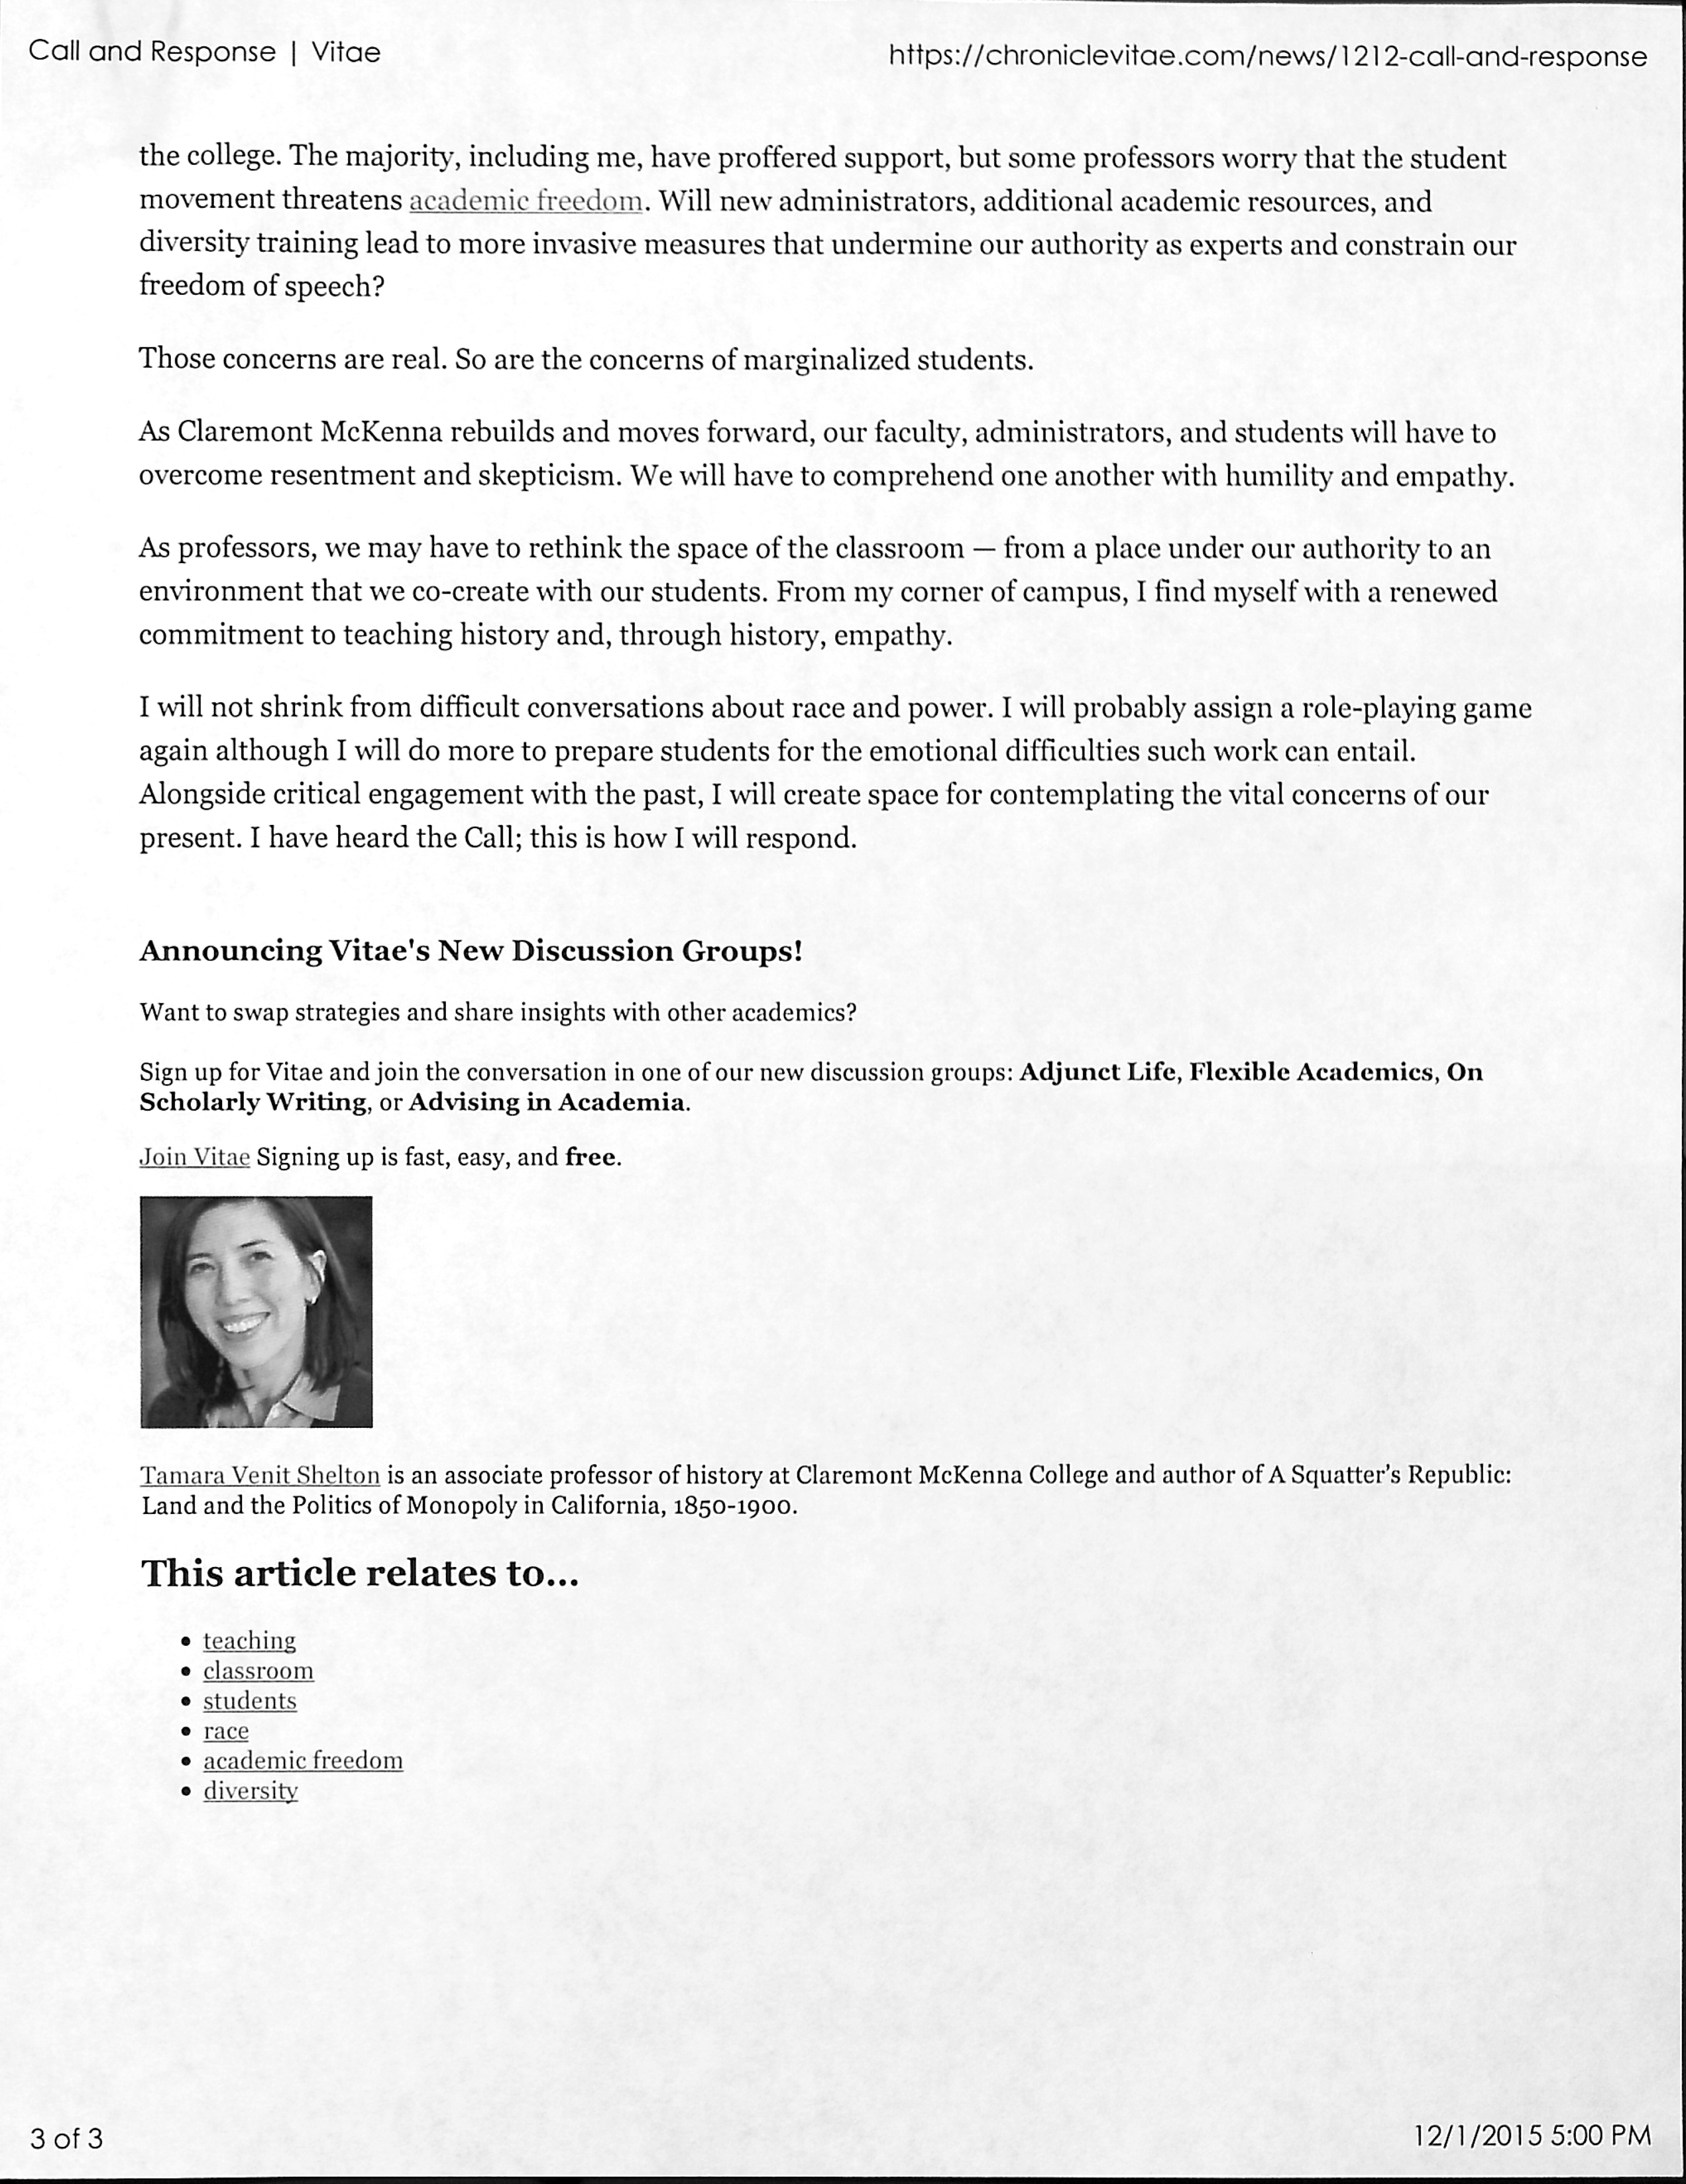 Call and Response | Vitae
https://chroniclevitae.com/news/1212-call-and-response
the college. The majority, including me, have proffered support, but some professors worry that the student
movement threatens academic freedom. Will new administrators, additional academic resources, and
diversity training lead to more invasive measures that undermine our authority as experts and constrain our
freedom of speech?
Those concerns are real. So are the concerns of marginalized students.
As Claremont McKenna rebuilds and moves forward, our faculty, administrators, and students will have to
overcome resentment and skepticism. We will have to comprehend one another with humility and empathy.
As professors, we may have to rethink the space of the classroom — from a place under our authority to an
environment that we co-create with our students. From my corner of campus, I find myself with a renewed
commitment to teaching history and, through history, empathy.
I will not shrink from difficult conversations about race and power. I will probably assign a role-playing game
again although I will do more to prepare students for the emotional difficulties such work can entail.
Alongside critical engagement with the past, I will create space for contemplating the vital concerns of our
present. I have heard the Call; this is how I will respond.
Announcing Vitae's New Discussion Groups!
Want to swap strategies and share insights with other academics?
Sign up for Vitae and join the conversation in one of our new discussion groups: Adjunct Life, Flexible Academics, On
Scholarly Writing, or Advising in Academia.
Join Vitae Signing up is fast, easy, and free.
Tamara Venit Shelton is an associate professor of history at Claremont McKenna College and author of A Squatter's Republic:
Land and the Politics of Monopoly in California, 1850-1900.
This article relates to...
• teaching
• classroom
• students
• race
• academic freedom
• diversity
3 of 3
12/1/2015 5:00 PM